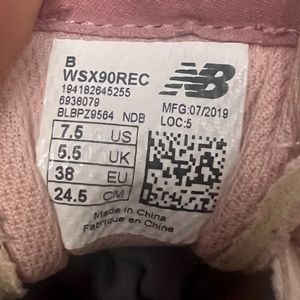 B
WSX90REC
194182645255
6938079
BLBPZ9564 NDB
NB
MFG:07/2019
LOC:5
7.5 US
5.5 UK
38 EU
24.5 CM
Made in China
Fabriqué en Chine